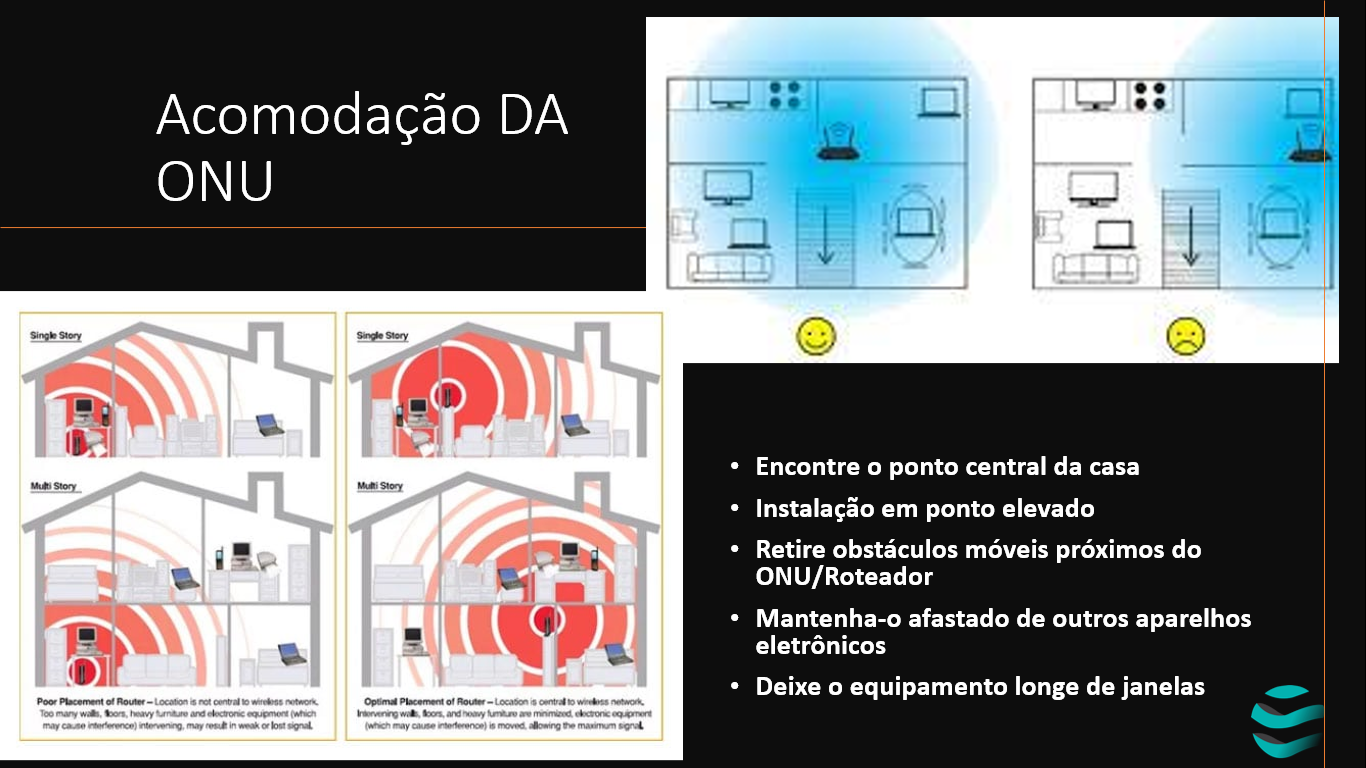 Acomodação DA
ONU
Single Story
Single Story
Multi Story
Multi Story
Poor Placement of Router – Location is not central to wireless network.
Too many walls, floors, heavy furniture and electronic equipment (which
may cause interference) intervening, may result in weak or lost signal.
Optimal Placement of Router – Location is central to wireless network.
Intervening walls, floors, and heavy furniture are minimized, electronic equipment
(which may cause interference) is moved, allowing the maximum signal.
• Encontre o ponto central da casa
• Instalação em ponto elevado
• Retire obstáculos móveis próximos do
ONU/Roteador
• Mantenha-o afastado de outros aparelhos
eletrônicos
• Deixe o equipamento longe de janelas